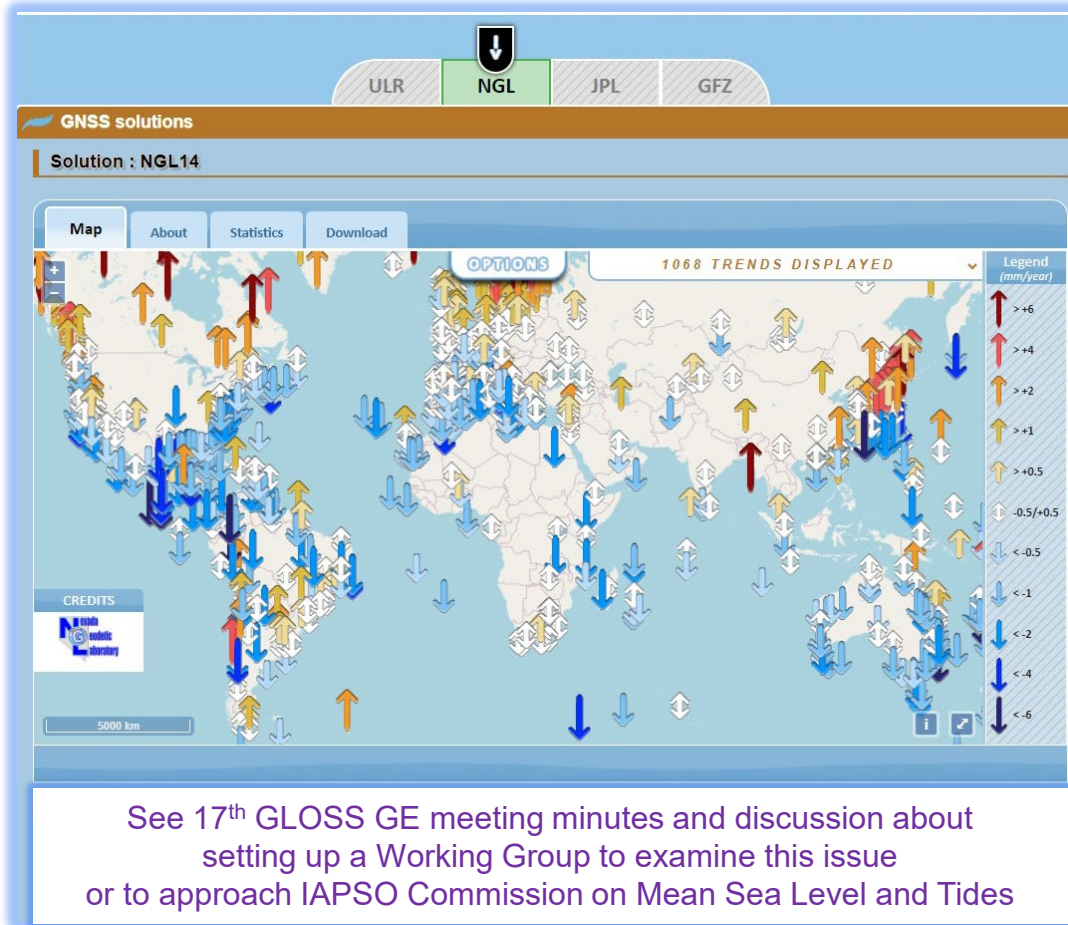 ULR NGL JPL GFZ
GNSS solutions
Solution : NGL14
Map About Statistics Download
+
−
OPTIONS
1068 TRENDS DISPLAYED
Legend
(mm/year)
> +6
> +4
> +2
> +1
> +0.5
-0.5/+0.5
< -0.5
< -1
< -2
< -4
< -6
CREDITS
Nevada
Geodetic
Laboratory
5000 km
i
See 17th GLOSS GE meeting minutes and discussion about
setting up a Working Group to examine this issue
or to approach IAPSO Commission on Mean Sea Level and Tides